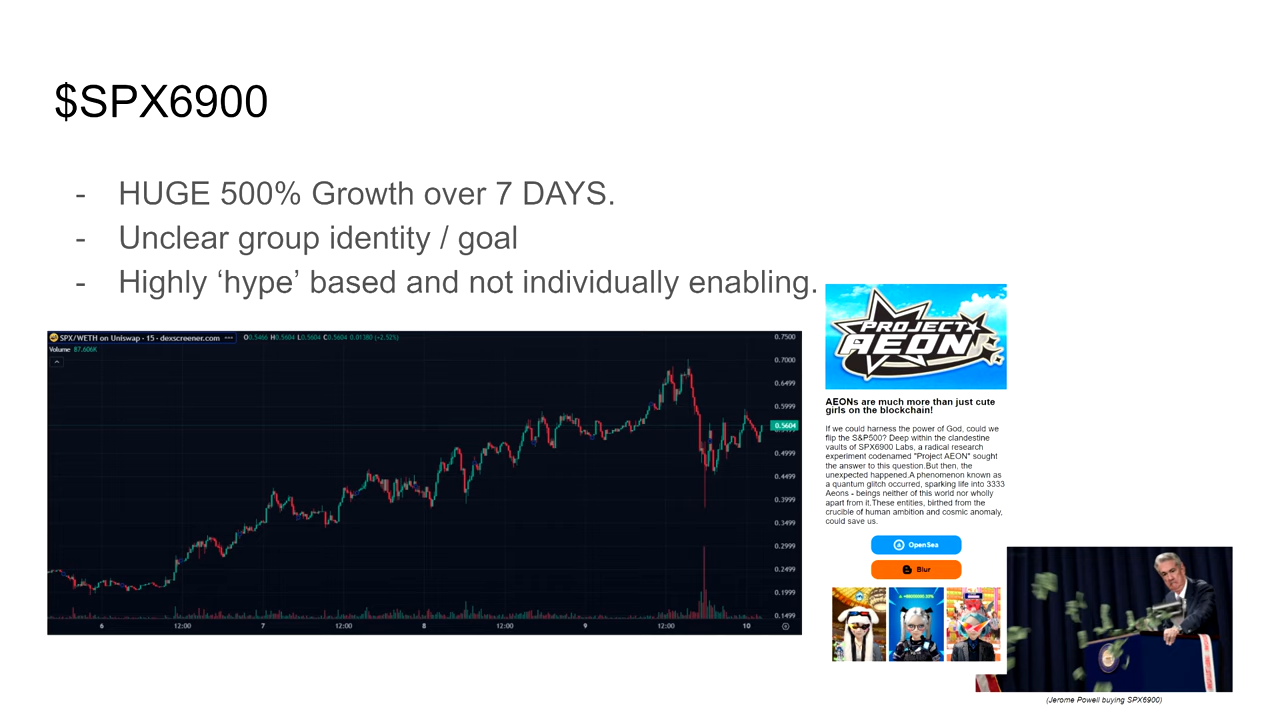 $SPX6900
- HUGE 500% Growth over 7 DAYS.
- Unclear group identity / goal
- Highly ‘hype’ based and not individually enabling.
SPX/WETH on Uniswap · 15 · dexscreener.com O0.5466 H0.5604 L0.5604 C0.5604 0.01380 (+2.52%)
Volume 87.606K
0.7500
0.7000
0.6499
0.5999
0.5604
0.4999
0.4499
0.3999
0.3499
0.2999
0.2499
0.1999
0.1499
6 12:00 7 12:00 8 12:00 9 12:00 10
PROJECT
AEON
AEONs are much more than just cute
girls on the blockchain!
If we could harness the power of God, could we
flip the S&P500? Deep within the clandestine
vaults of SPX6900 Labs, a radical research
experiment codenamed "Project AEON" sought
the answer to this question.But then, the
unexpected happened.A phenomenon known as
a quantum glitch occurred, sparking life into 3333
Aeons - beings neither of this world nor wholly
apart from it.These entities, birthed from the
crucible of human ambition and cosmic anomaly,
could save us.
OpenSea
Blur
(Jerome Powell buying SPX6900)